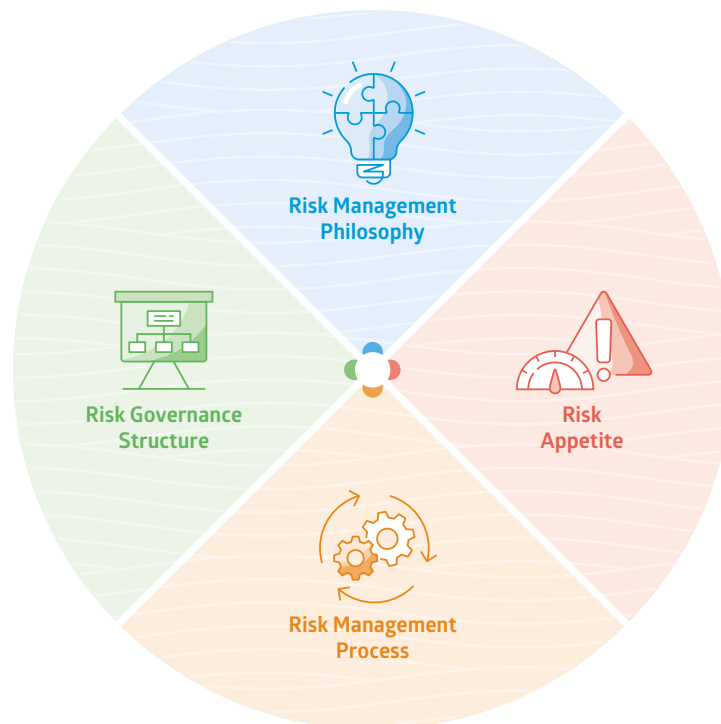 Risk Management
Philosophy
Risk Governance
Structure
Risk
Appetite
Risk Management
Process